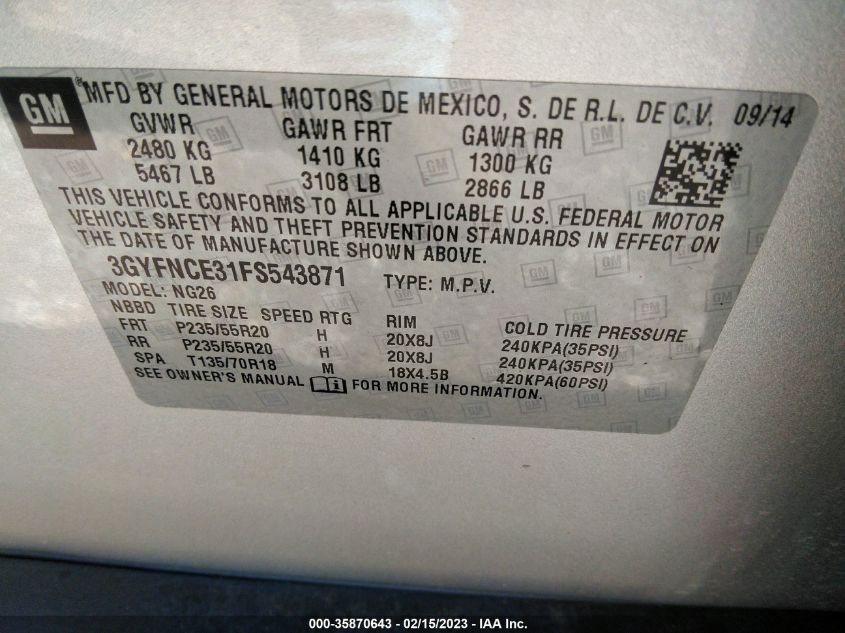 GM ® MFD BY GENERAL MOTORS DE MEXICO, S. DE R.L. DE C.V. 09/14
GVWR GAWR FRT GAWR RR
2480 KG 1410 KG 1300 KG
5467 LB 3108 LB 2866 LB
THIS VEHICLE CONFORMS TO ALL APPLICABLE U.S. FEDERAL MOTOR
VEHICLE SAFETY AND THEFT PREVENTION STANDARDS IN EFFECT ON
THE DATE OF MANUFACTURE SHOWN ABOVE.
3GYFNCE31FS543871 TYPE: M.P.V.
MODEL: NG26
NBBD TIRE SIZE SPEED RTG RIM COLD TIRE PRESSURE
FRT P235/55R20 H 20X8J 240KPA(35PSI)
RR P235/55R20 H 20X8J 240KPA(35PSI)
SPA T135/70R18 M 18X4.5B 420KPA(60PSI)
SEE OWNER'S MANUAL FOR MORE INFORMATION.
000-35870643 - 02/15/2023 - IAA Inc.